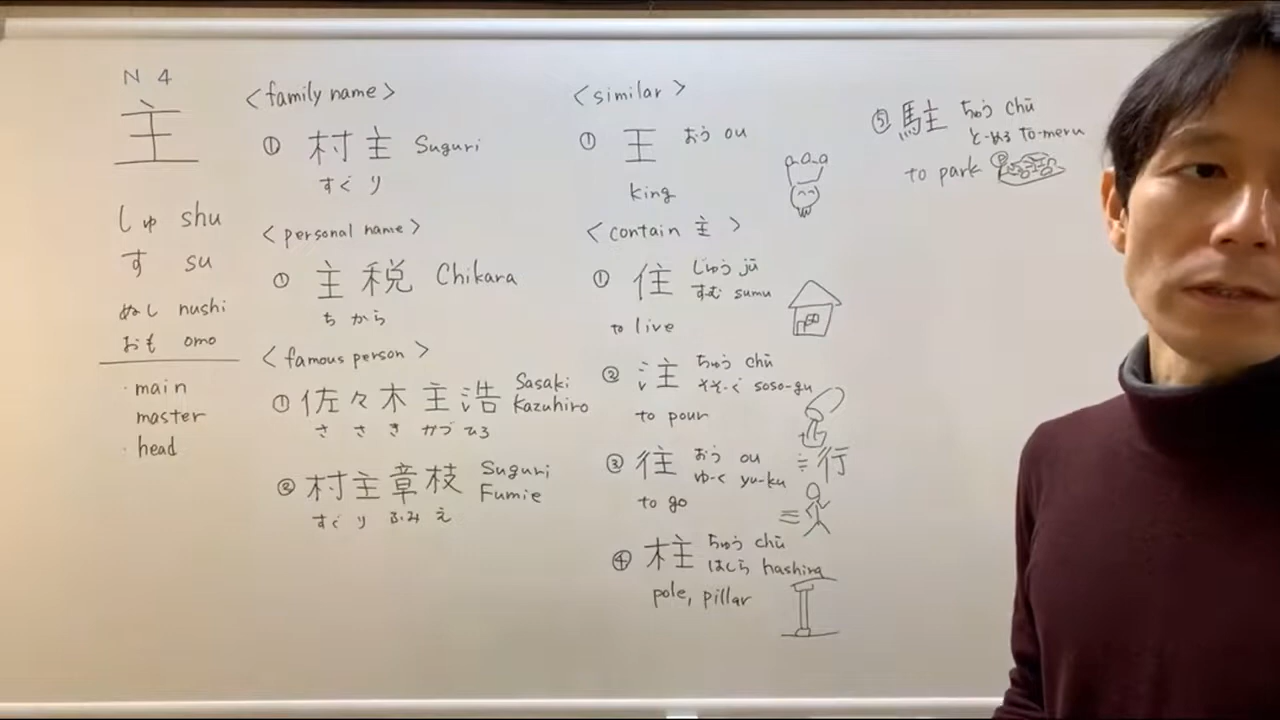 N4
主
しゅ shu
す su
ぬし nushi
おも omo
・main
master
・head
<family name>
① 村主 Suguri
すぐり
<personal name>
① 主税 Chikara
ちから
<famous person>
① 佐々木主浩 Sasaki Kazuhiro
ささき かづひろ
② 村主章枝 Suguri Fumie
すぐり ふみえ
<similar>
① 王 おう ou
king
<contain 主>
① 住 じゅう jū
すむ sumu
to live
② 注 ちゅう chū
そそ-ぐ soso-gu
to pour
③ 往 おう ou ≒行
ゆ-く yu-ku
to go
④ 柱 ちゅう chū
はしら hashira
pole, pillar
⑤ 駐 ちゅう chū
と-める to-meru
to park Ⓟ